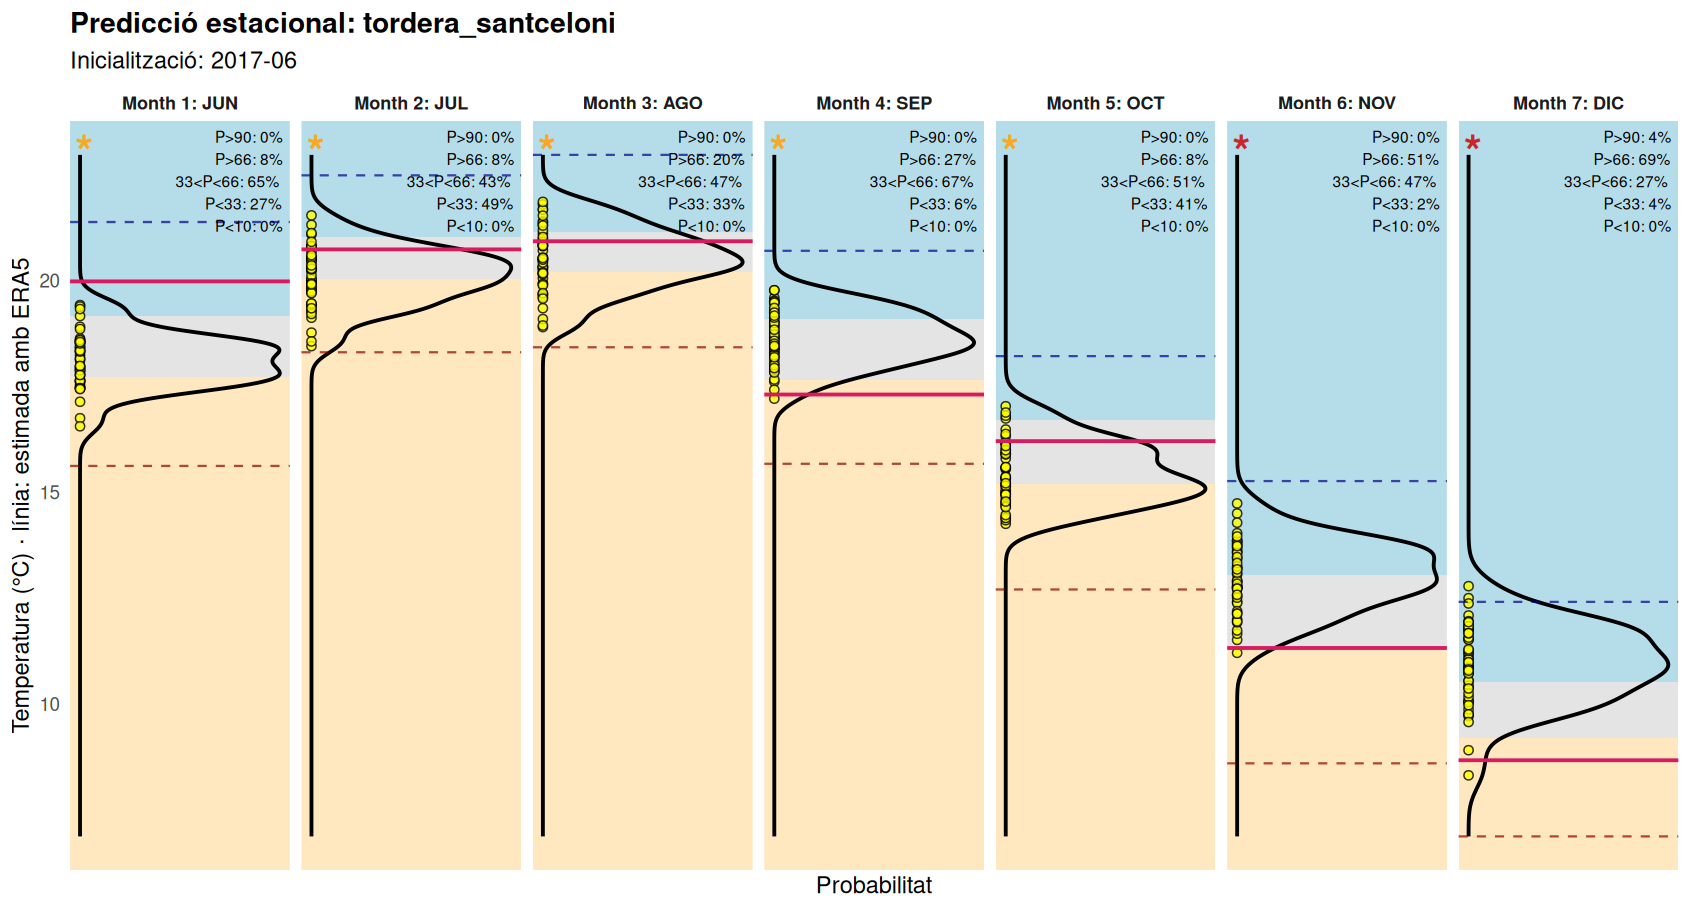 Predicció estacional: tordera_santceloni
Inicialització: 2017-06
Month 1: JUN
Month 2: JUL
Month 3: AGO
Month 4: SEP
Month 5: OCT
Month 6: NOV
Month 7: DIC
*
P>90: 0%
P>66: 8%
33<P<66: 65%
P<33: 27%
P<10: 0%
*
P>90: 0%
P>66: 8%
33<P<66: 43%
P<33: 49%
P<10: 0%
*
P>90: 0%
P>66: 20%
33<P<66: 47%
P<33: 33%
P<10: 0%
*
P>90: 0%
P>66: 27%
33<P<66: 67%
P<33: 6%
P<10: 0%
*
P>90: 0%
P>66: 8%
33<P<66: 51%
P<33: 41%
P<10: 0%
*
P>90: 0%
P>66: 51%
33<P<66: 47%
P<33: 2%
P<10: 0%
*
P>90: 4%
P>66: 69%
33<P<66: 27%
P<33: 4%
P<10: 0%
Temperatura (°C) · línia: estimada amb ERA5
20
15
10
Probabilitat